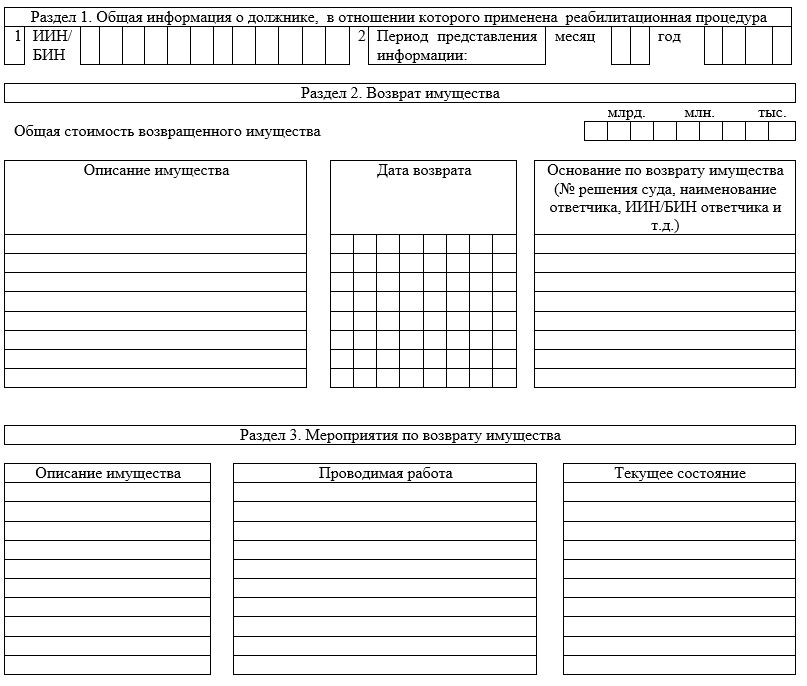 Раздел 1. Общая информация о должнике, в отношении которого применена реабилитационная процедура
1 ИИН/ 2 Период представления месяц год
БИН информации:
Раздел 2. Возврат имущества
млрд. млн. тыс.
Общая стоимость возвращенного имущества
Описание имущества Дата возврата Основание по возврату имущества
(№ решения суда, наименование
ответчика, ИИН/БИН ответчика и
т.д.)
Раздел 3. Мероприятия по возврату имущества
Описание имущества Проводимая работа Текущее состояние